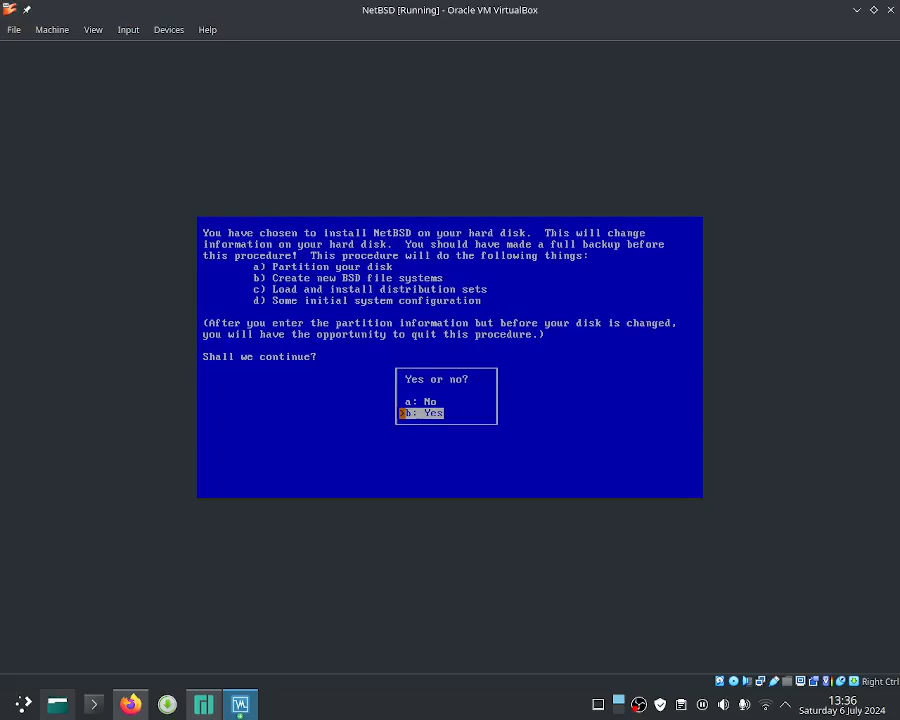 NetBSD [Running] - Oracle VM VirtualBox
File Machine View Input Devices Help
You have chosen to install NetBSD on your hard disk. This will change
information on your hard disk. You should have made a full backup before
this procedure! This procedure will do the following things:
a) Partition your disk
b) Create new BSD file systems
c) Load and install distribution sets
d) Some initial system configuration
(After you enter the partition information but before your disk is changed,
you will have the opportunity to quit this procedure.)
Shall we continue?
Yes or no?
a: No
>b: Yes
Right Ctrl
13:36
Saturday 6 July 2024